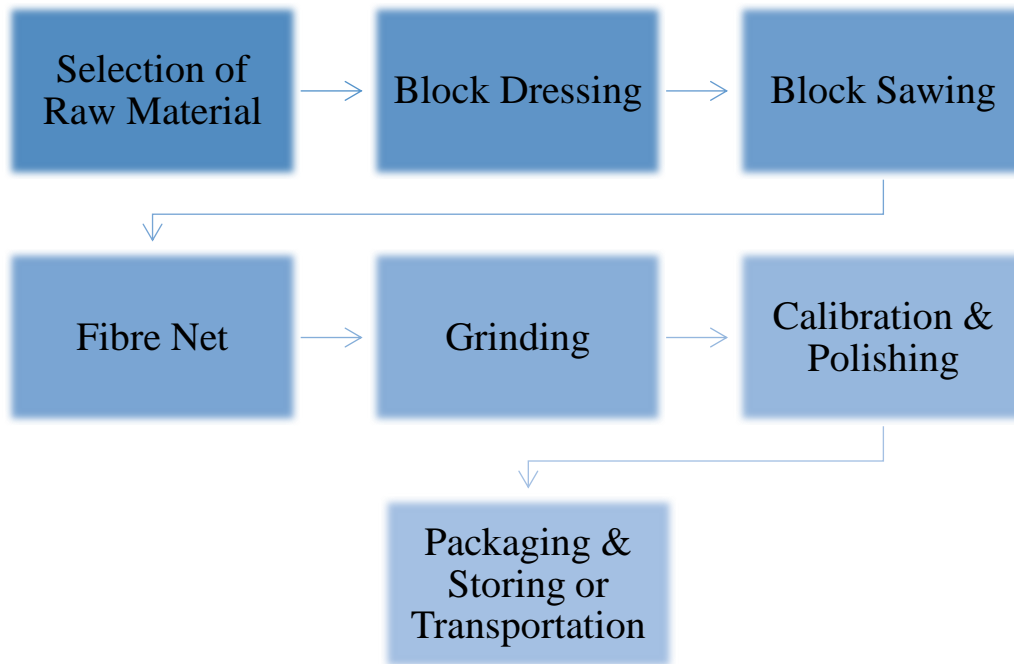 Selection of
Raw Material
Block Dressing
Block Sawing
Fibre Net
Grinding
Calibration &
Polishing
Packaging &
Storing or
Transportation